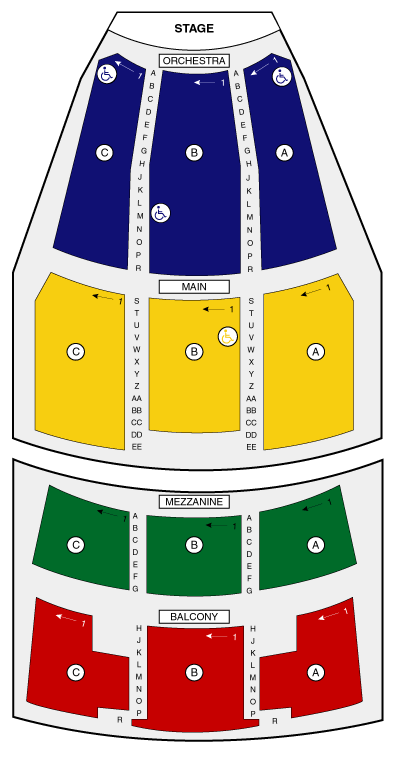 STAGE
ORCHESTRA
1 A 1 A 1
B B
C C
D D
E E
F F
C G B G A
H H
J J
K K
L L
M M
N N
O O
P P
R R
MAIN
1 S 1 S 1
T T
U U
V V
C W B W A
X X
Y Y
Z Z
AA AA
BB BB
CC CC
DD DD
EE EE
MEZZANINE
1 A 1 A 1
B B
C C
C D B D A
E E
F F
G G
BALCONY
1 H 1 H 1
J J
K K
L L
C M B M A
N N
O O
P P
R R